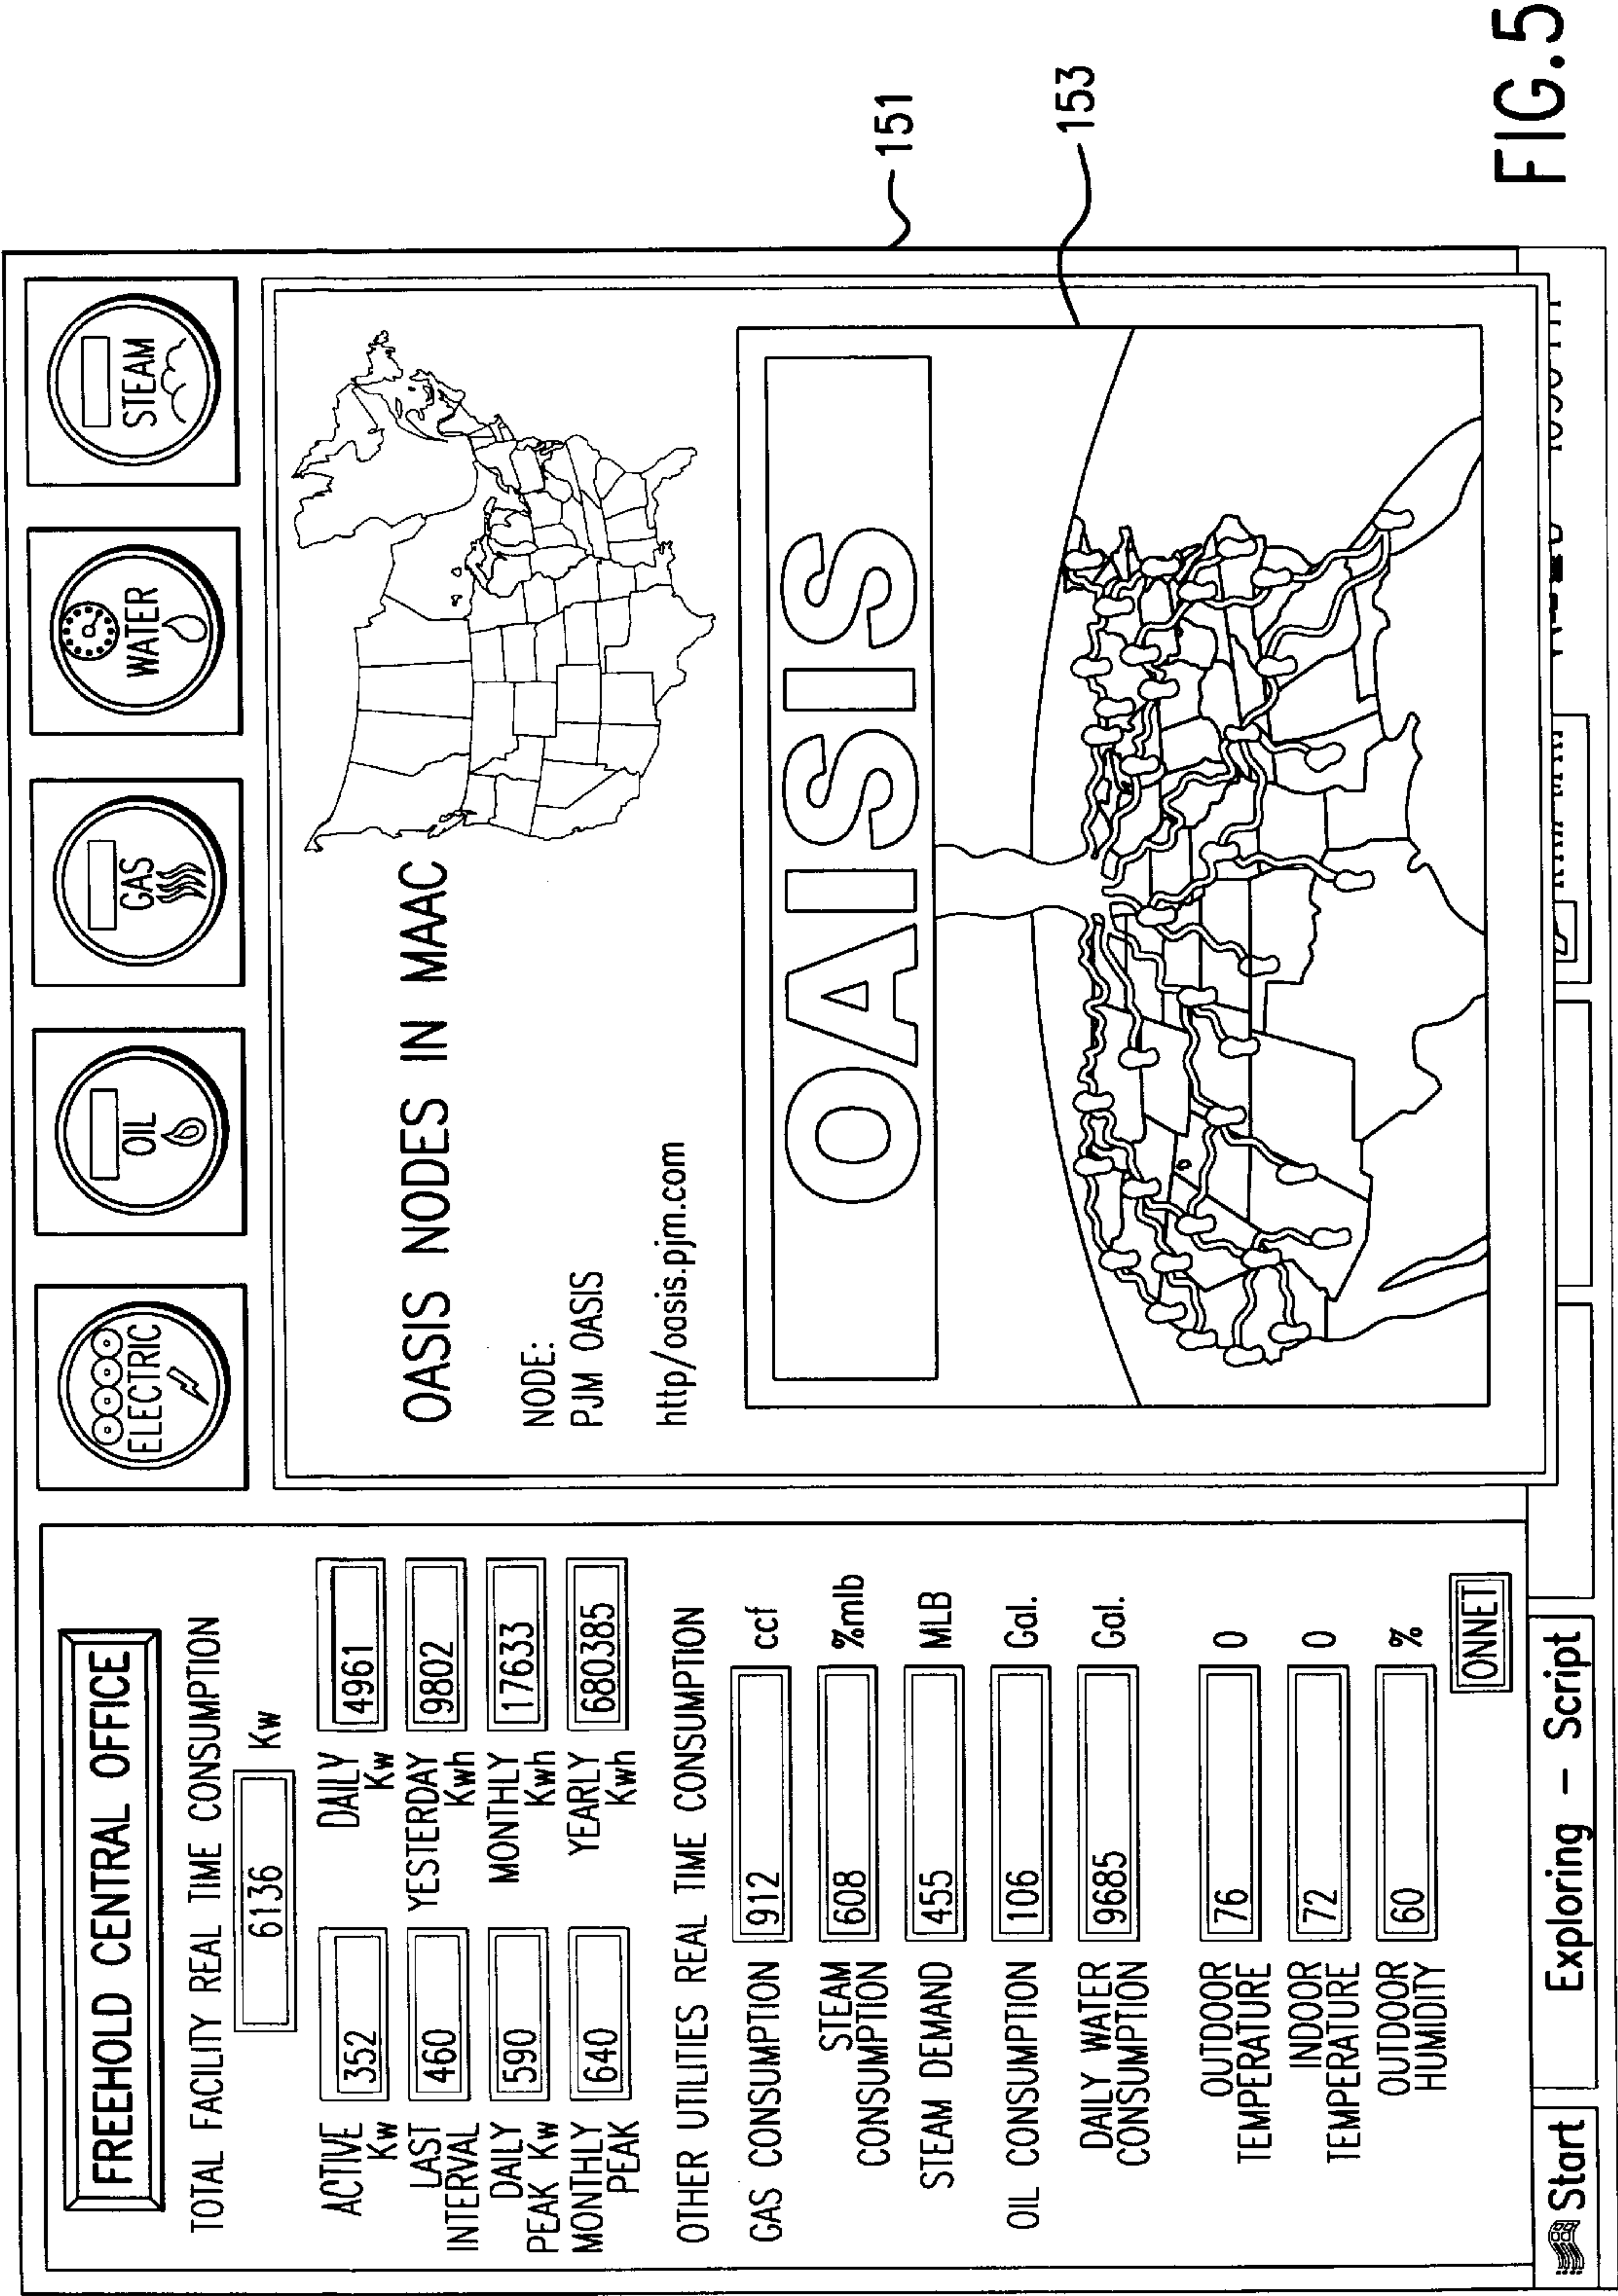 FREEHOLD CENTRAL OFFICE
TOTAL FACILITY REAL TIME CONSUMPTION
6136 Kw
ACTIVE Kw 352 DAILY Kw 4961
LAST INTERVAL 460 YESTERDAY Kwh 9802
DAILY PEAK Kw 590 MONTHLY Kwh 17633
MONTHLY PEAK 640 YEARLY Kwh 680385
OTHER UTILITIES REAL TIME CONSUMPTION
GAS CONSUMPTION 912 ccf
STEAM CONSUMPTION 608 %mlb
STEAM DEMAND 455 MLB
OIL CONSUMPTION 106 Gal.
DAILY WATER CONSUMPTION 9685 Gal.
OUTDOOR TEMPERATURE 76 0
INDOOR TEMPERATURE 72 0
OUTDOOR HUMIDITY 60 %
ONNET
ELECTRIC
OIL
GAS
WATER
STEAM
OASIS NODES IN MAAC
NODE:
PJM OASIS
http/oasis.pjm.com
OAISIS
Start
Exploring – Script
151
153
FIG.5